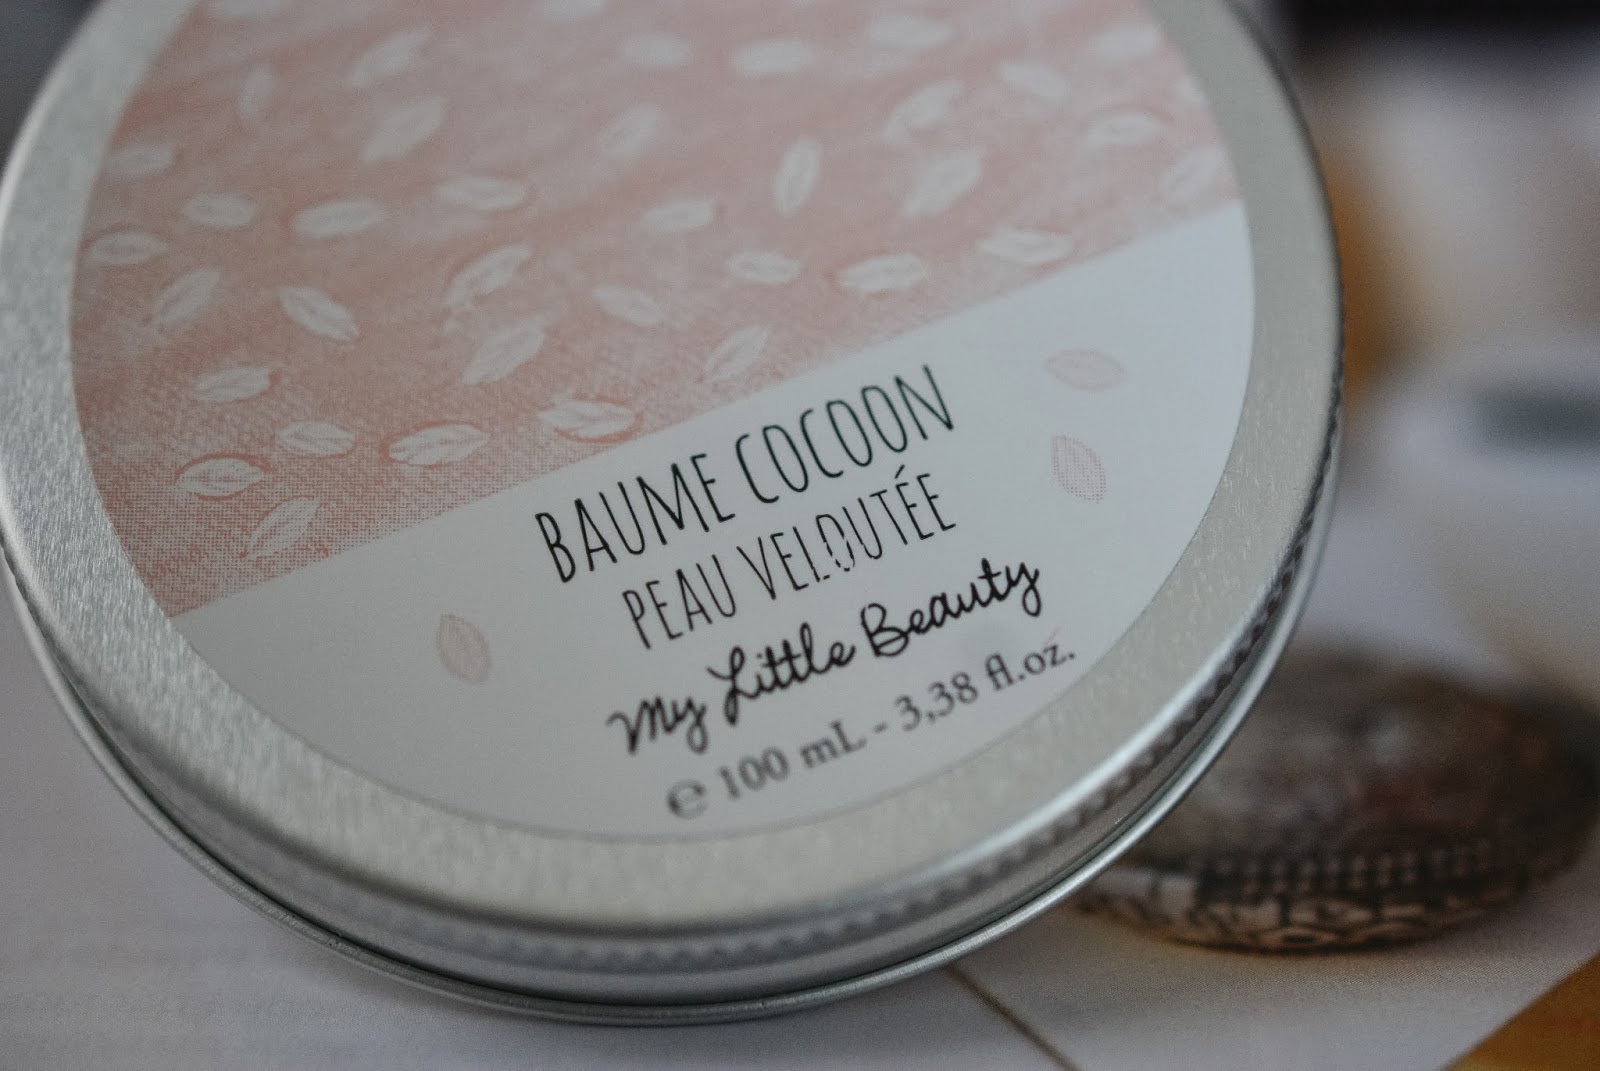 BAUME COCOON
PEAU VELOUTÉE
My Little Beauty
℮ 100 mL - 3,38 fl.oz.